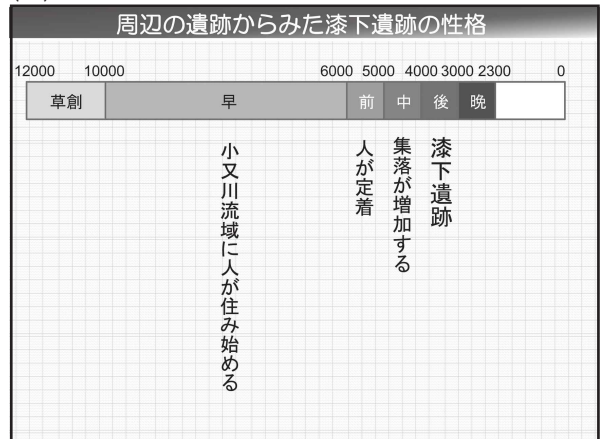 周辺の遺跡からみた漆下遺跡の性格
12000 10000 6000 5000 4000 3000 2300 0
草創 早 前 中 後 晩
小又川流域に人が住み始める
人が定着
集落が増加する
漆下遺跡